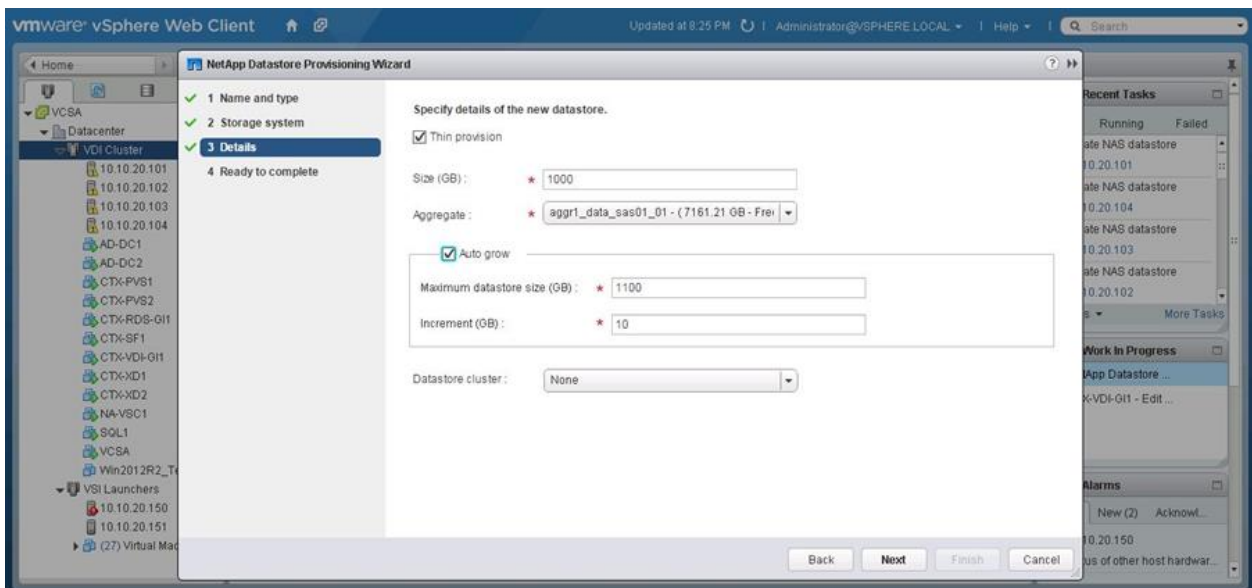 vmware vSphere Web Client
Updated at 8:25 PM
Administrator@VSPHERE.LOCAL
Help
Search
Home
VCSA
Datacenter
VDI Cluster
10.10.20.101
10.10.20.102
10.10.20.103
10.10.20.104
AD-DC1
AD-DC2
CTX-PVS1
CTX-PVS2
CTX-RDS-GI1
CTX-SF1
CTX-VDI-GI1
CTX-XD1
CTX-XD2
NA-VSC1
SQL1
VCSA
Win2012R2_Te
VSI Launchers
10.10.20.150
10.10.20.151
(27) Virtual Mac
NetApp Datastore Provisioning Wizard
1 Name and type
2 Storage system
3 Details
4 Ready to complete
Specify details of the new datastore.
Thin provision
Size (GB) : * 1000
Aggregate : * aggr1_data_sas01_01 - ( 7161.21 GB - Fre
Auto grow
Maximum datastore size (GB) : * 1100
Increment (GB) : * 10
Datastore cluster : None
Back Next Finish Cancel
Recent Tasks
Running Failed
ate NAS datastore
10.20.101
ate NAS datastore
10.20.104
ate NAS datastore
10.20.103
ate NAS datastore
10.20.102
s More Tasks
Work In Progress
tApp Datastore ...
X-VDI-GI1 - Edit ...
Alarms
New (2) Acknowl...
10.20.150
us of other host hardwar...